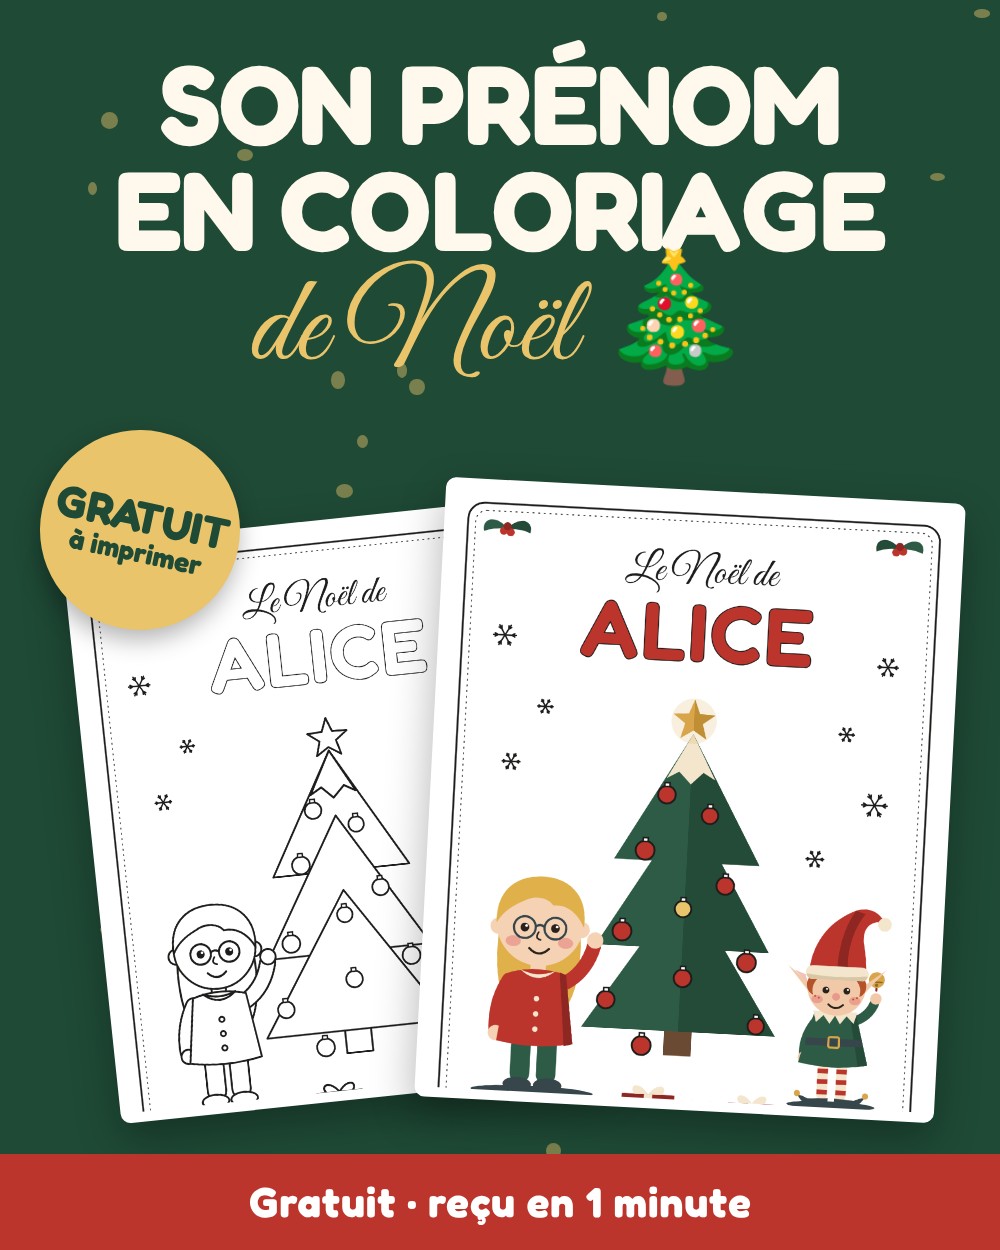 SON PRÉNOM
EN COLORIAGE
de Noël
GRATUIT
à imprimer
Le Noël de
ALICE
Le Noël de
ALICE
Gratuit · reçu en 1 minute